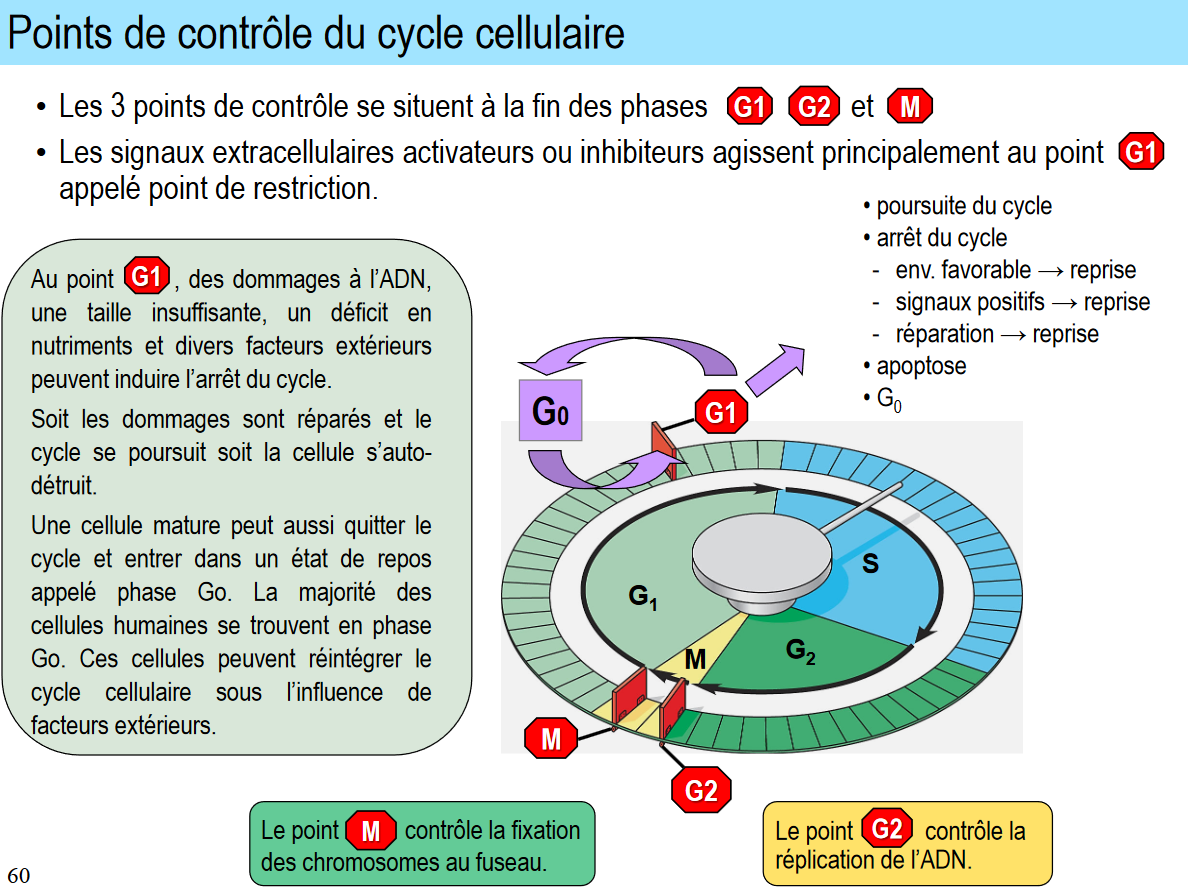 Points de contrôle du cycle cellulaire
• Les 3 points de contrôle se situent à la fin des phases G1 G2 et M
• Les signaux extracellulaires activateurs ou inhibiteurs agissent principalement au point G1
appelé point de restriction.
• poursuite du cycle
• arrêt du cycle
- env. favorable → reprise
- signaux positifs → reprise
- réparation → reprise
• apoptose
• G0
Au point G1, des dommages à l’ADN,
une taille insuffisante, un déficit en
nutriments et divers facteurs extérieurs
peuvent induire l’arrêt du cycle.
Soit les dommages sont réparés et le
cycle se poursuit soit la cellule s’auto-
détruit.
Une cellule mature peut aussi quitter le
cycle et entrer dans un état de repos
appelé phase Go. La majorité des
cellules humaines se trouvent en phase
Go. Ces cellules peuvent réintégrer le
cycle cellulaire sous l’influence de
facteurs extérieurs.
G0
G1
S
G1
M
G2
M
G2
Le point M contrôle la fixation
des chromosomes au fuseau.
Le point G2 contrôle la
réplication de l’ADN.
60